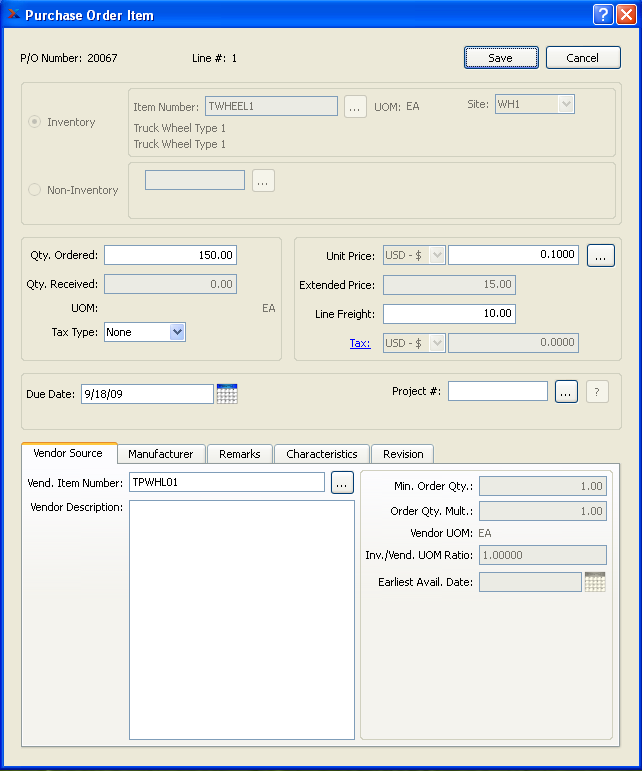 Purchase Order Item
P/O Number: 20067 Line #: 1 Save Cancel
Inventory
Item Number: TWHEEL1 ... UOM: EA Site: WH1
Truck Wheel Type 1
Truck Wheel Type 1
Non-Inventory ...
Qty. Ordered: 150.00
Qty. Received: 0.00
UOM: EA
Tax Type: None
Unit Price: USD - $ 0.1000 ...
Extended Price: 15.00
Line Freight: 10.00
Tax: USD - $ 0.0000
Due Date: 9/18/09 Project #: ... ?
Vendor Source Manufacturer Remarks Characteristics Revision
Vend. Item Number: TPWHL01 ...
Vendor Description:
Min. Order Qty.: 1.00
Order Qty. Mult.: 1.00
Vendor UOM: EA
Inv./Vend. UOM Ratio: 1.00000
Earliest Avail. Date: